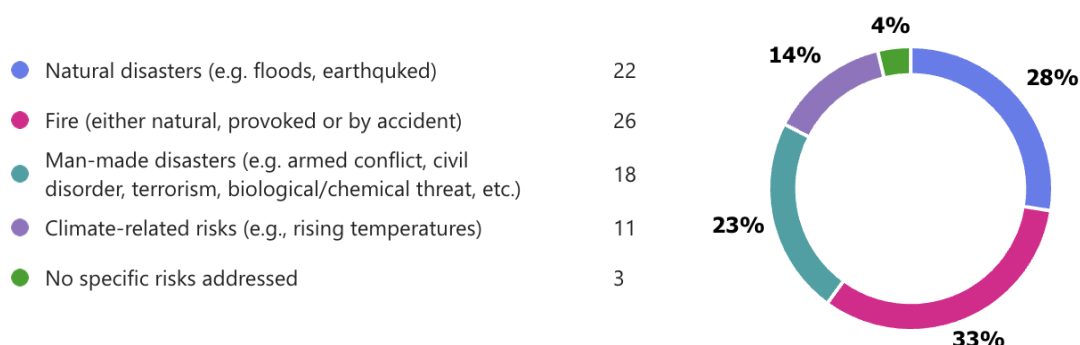 Natural disasters (e.g. floods, earthquked) 22
Fire (either natural, provoked or by accident) 26
Man-made disasters (e.g. armed conflict, civil
disorder, terrorism, biological/chemical threat, etc.) 18
Climate-related risks (e.g., rising temperatures) 11
No specific risks addressed 3
4%
14%
28%
23%
33%